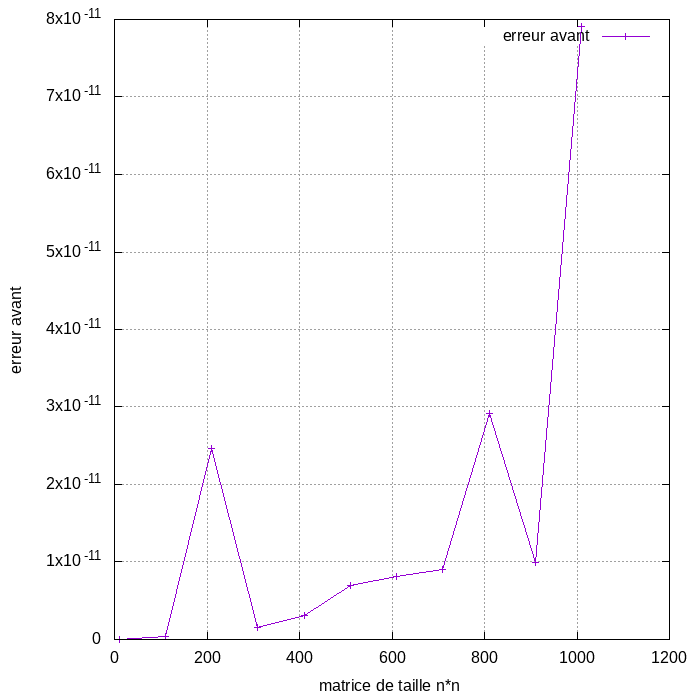 8x10-11
7x10-11
6x10-11
5x10-11
4x10-11
3x10-11
2x10-11
1x10-11
0
erreur avant
erreur avant
0 200 400 600 800 1000 1200
matrice de taille n*n